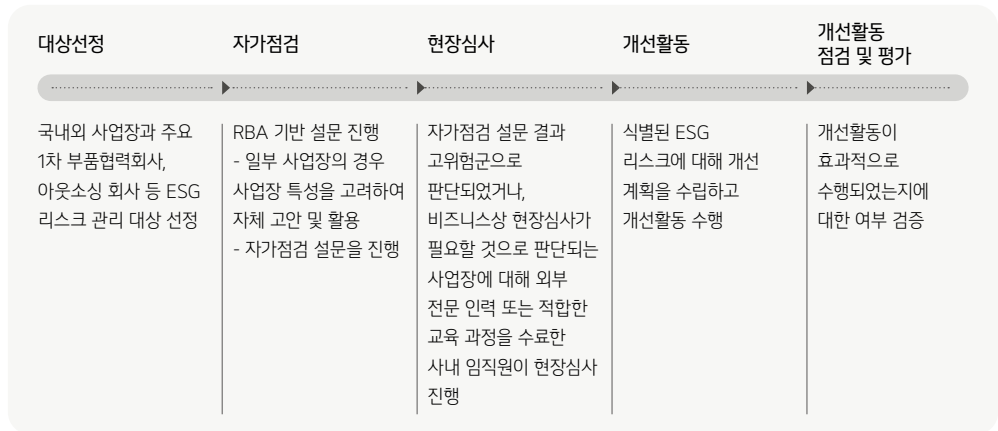 대상선정
국내외 사업장과 주요
1차 부품협력회사,
아웃소싱 회사 등 ESG
리스크 관리 대상 선정
자가점검
RBA 기반 설문 진행
- 일부 사업장의 경우
사업장 특성을 고려하여
자체 고안 및 활용
- 자가점검 설문을 진행
현장심사
자가점검 설문 결과
고위험군으로
판단되었거나,
비즈니스상 현장심사가
필요할 것으로 판단되는
사업장에 대해 외부
전문 인력 또는 적합한
교육 과정을 수료한
사내 임직원이 현장심사
진행
개선활동
식별된 ESG
리스크에 대해 개선
계획을 수립하고
개선활동 수행
개선활동
점검 및 평가
개선활동이
효과적으로
수행되었는지에
대한 여부 검증